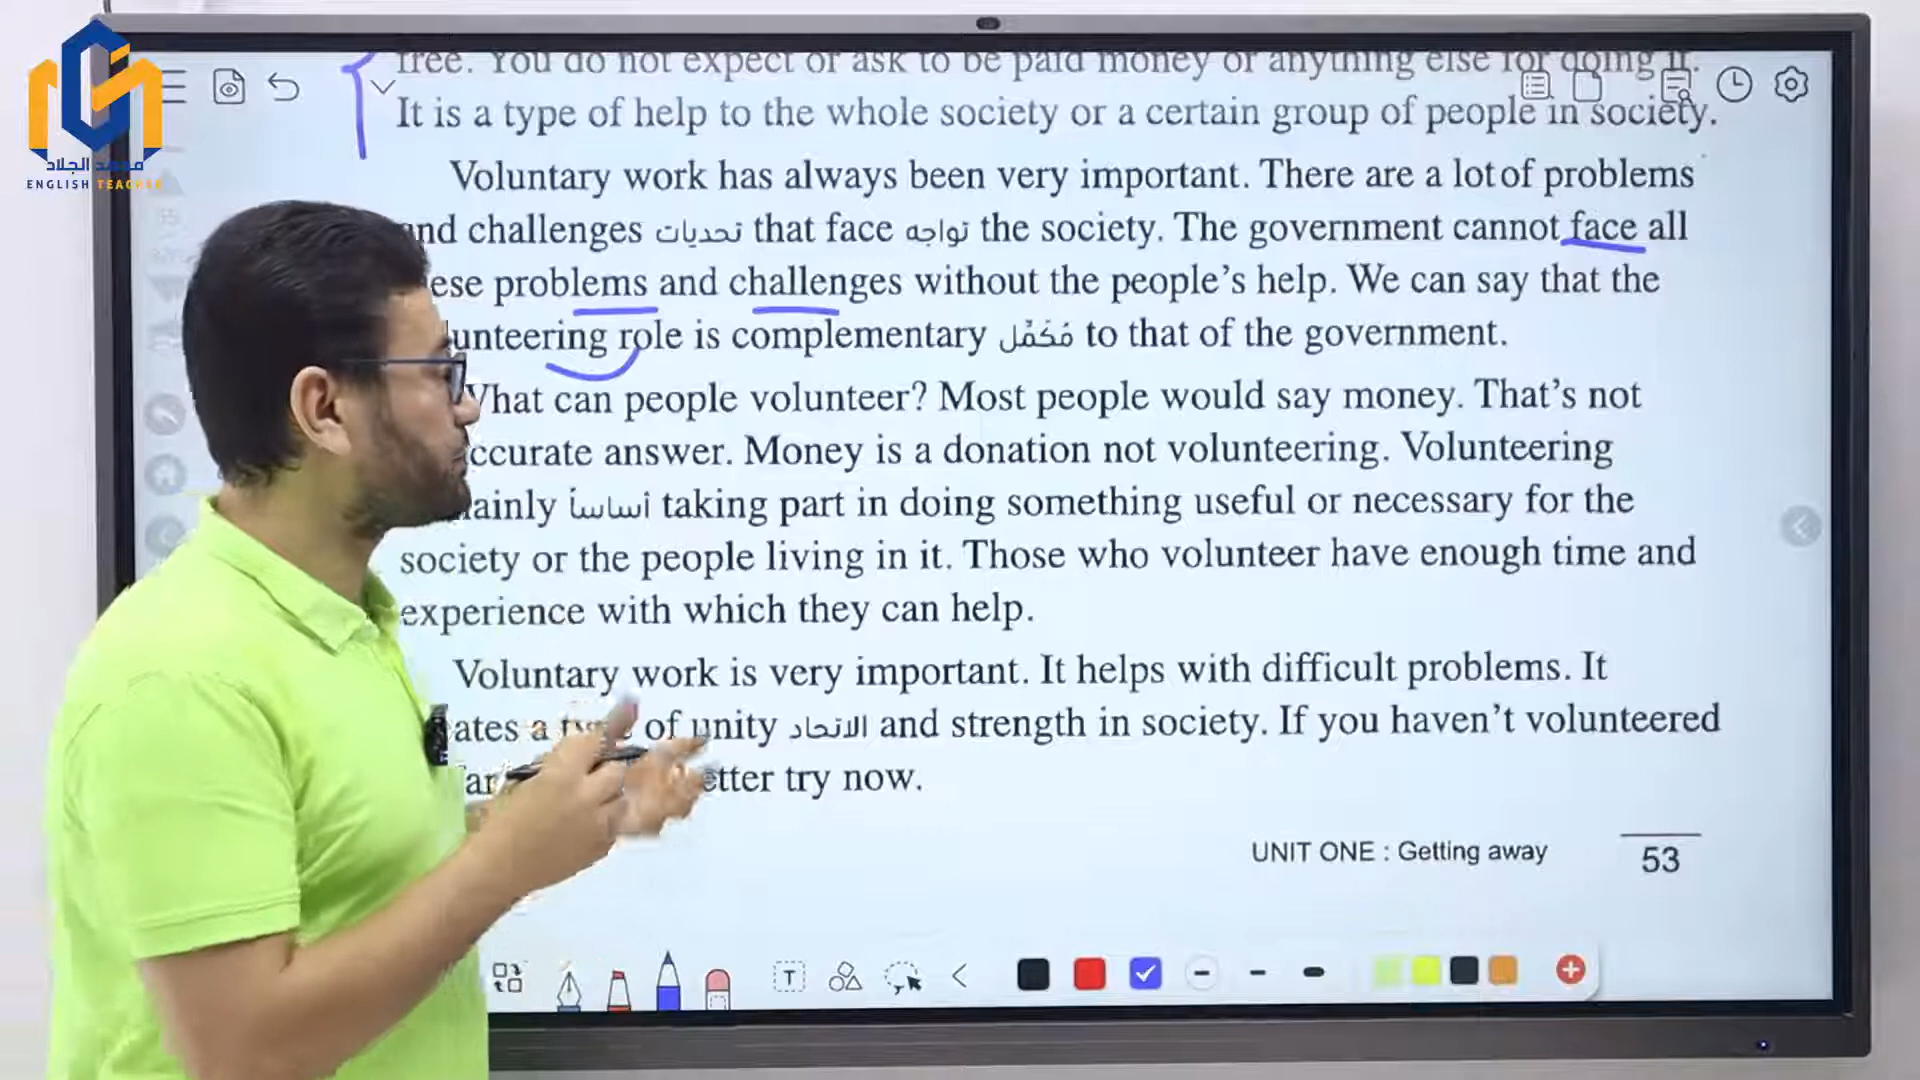 محمد الجلاد
ENGLISH TEACHER
free. You do not expect or ask to be paid money or anything else for doing it.
It is a type of help to the whole society or a certain group of people in society.
Voluntary work has always been very important. There are a lot of problems
and challenges تحديات that face تواجه the society. The government cannot face all
these problems and challenges without the people's help. We can say that the
volunteering role is complementary مُكَمِّل to that of the government.
What can people volunteer? Most people would say money. That's not
accurate answer. Money is a donation not volunteering. Volunteering
mainly أساساً taking part in doing something useful or necessary for the
society or the people living in it. Those who volunteer have enough time and
experience with which they can help.
Voluntary work is very important. It helps with difficult problems. It
a of unity الاتحاد and strength in society. If you haven't volunteered
try now.
UNIT ONE : Getting away
53
T